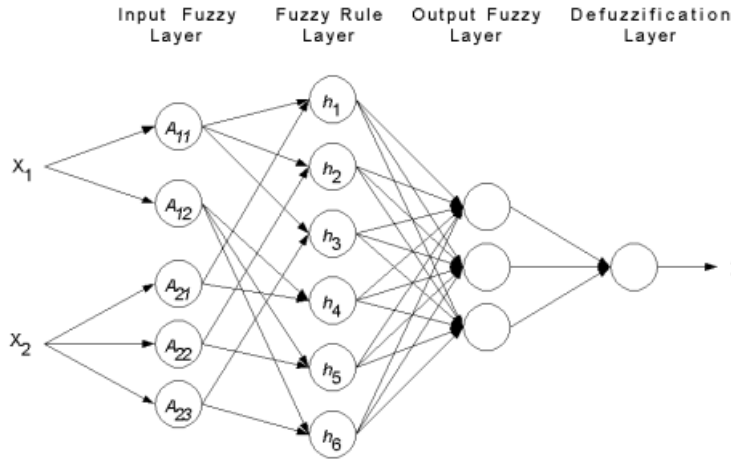 Input Fuzzy Layer
Fuzzy Rule Layer
Output Fuzzy Layer
Defuzzification Layer
X1
X2
A11
A12
A21
A22
A23
h1
h2
h3
h4
h5
h6